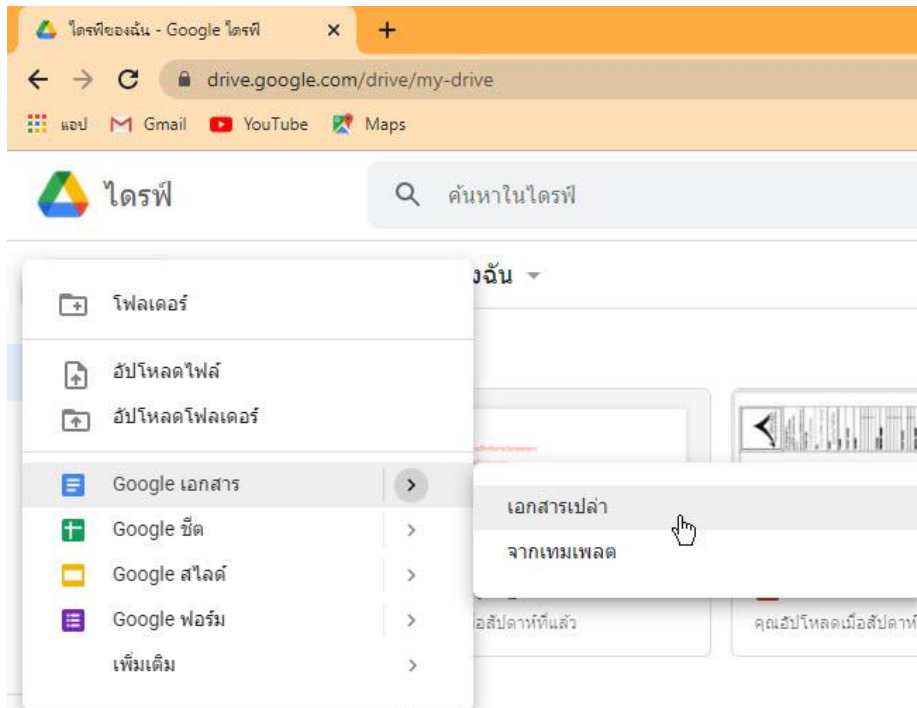 ไดรฟ์ของฉัน - Google ไดรฟ์
drive.google.com/drive/my-drive
แอป Gmail YouTube Maps
ไดรฟ์ ค้นหาในไดรฟ์
งฉัน
โฟลเดอร์
อัปโหลดไฟล์
อัปโหลดโฟลเดอร์
Google เอกสาร
เอกสารเปล่า
Google ชีต
จากเทมเพลต
Google สไลด์
Google ฟอร์ม
อสัปดาห์ที่แล้ว คุณอัปโหลดเมื่อสัปดาห์
เพิ่มเติม